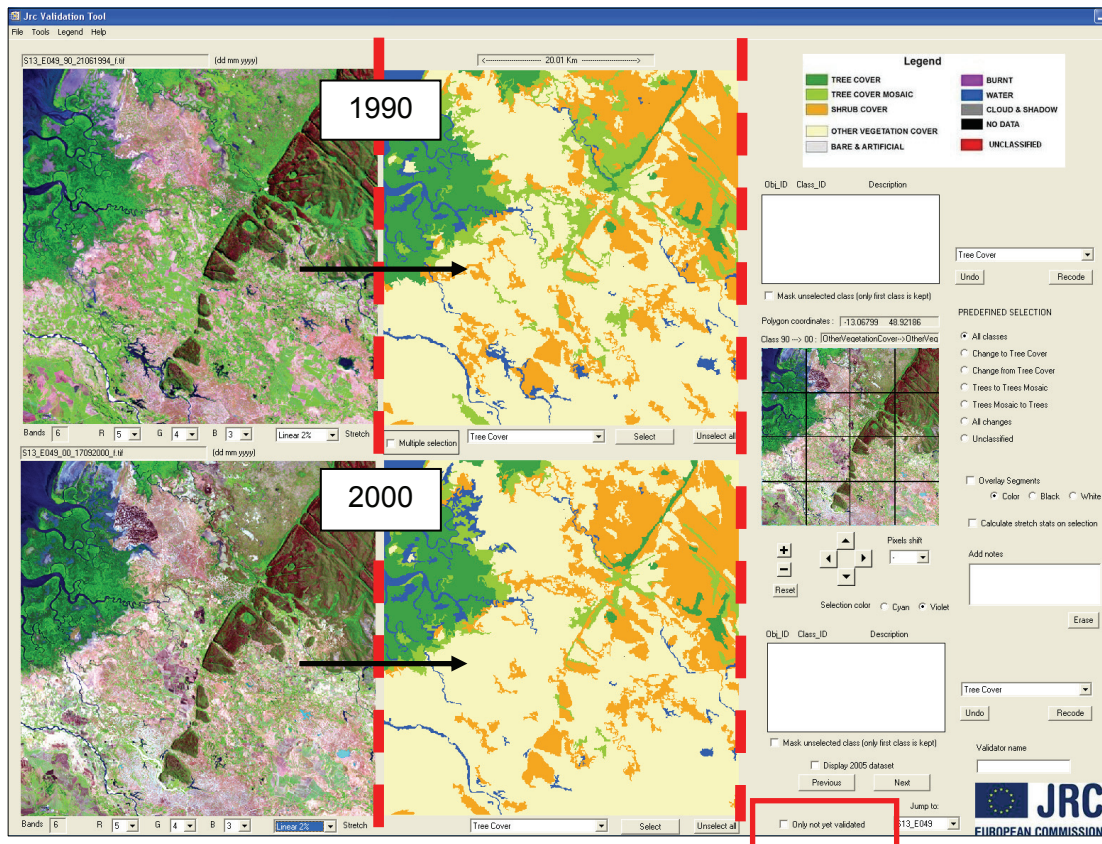 Jrc Validation Tool
File Tools Legend Help
S13_E049_90_21061994_f.tif
(dd mm yyyy)
<-------------------- 20.01 Km -------------------->
1990
Legend
TREE COVER
TREE COVER MOSAIC
SHRUB COVER
OTHER VEGETATION COVER
BARE & ARTIFICIAL
BURNT
WATER
CLOUD & SHADOW
NO DATA
UNCLASSIFIED
Obj_ID Class_ID Description
Tree Cover
Undo Recode
Mask unselected class (only first class is kept)
Polygon coordinates : -13.06799 48.92186
Class 90 --> 00 : OtherVegetationCover->OtherVeg
PREDEFINED SELECTION
All classes
Change to Tree Cover
Change from Tree Cover
Trees to Trees Mosaic
Trees Mosaic to Trees
All changes
Unclassified
Bands 6 R 5 G 4 B 3 Linear 2% Stretch
Multiple selection Tree Cover Select Unselect all
S13_E049_00_17092000_f.tif
(dd mm yyyy)
2000
Overlay Segments
Color Black White
Calculate stretch stats on selection
+
-
Reset
Pixels shift
-
Selection color Cyan Violet
Add notes
Erase
Obj_ID Class_ID Description
Tree Cover
Undo Recode
Mask unselected class (only first class is kept)
Display 2005 dataset
Previous Next
Validator name
Jump to:
Only not yet validated
S13_E049
JRC
EUROPEAN COMMISSION
Bands 6 R 5 G 4 B 3 Linear 2% Stretch
Tree Cover Select Unselect all